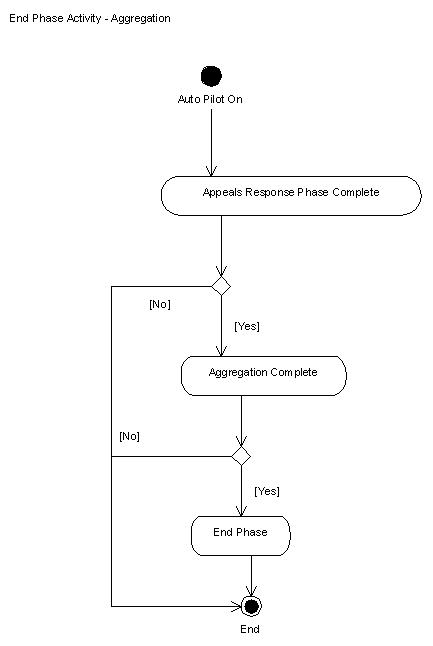 End Phase Activity - Aggregation
Auto Pilot On
Appeals Response Phase Complete
[No]
[Yes]
Aggregation Complete
[No]
[Yes]
End Phase
End